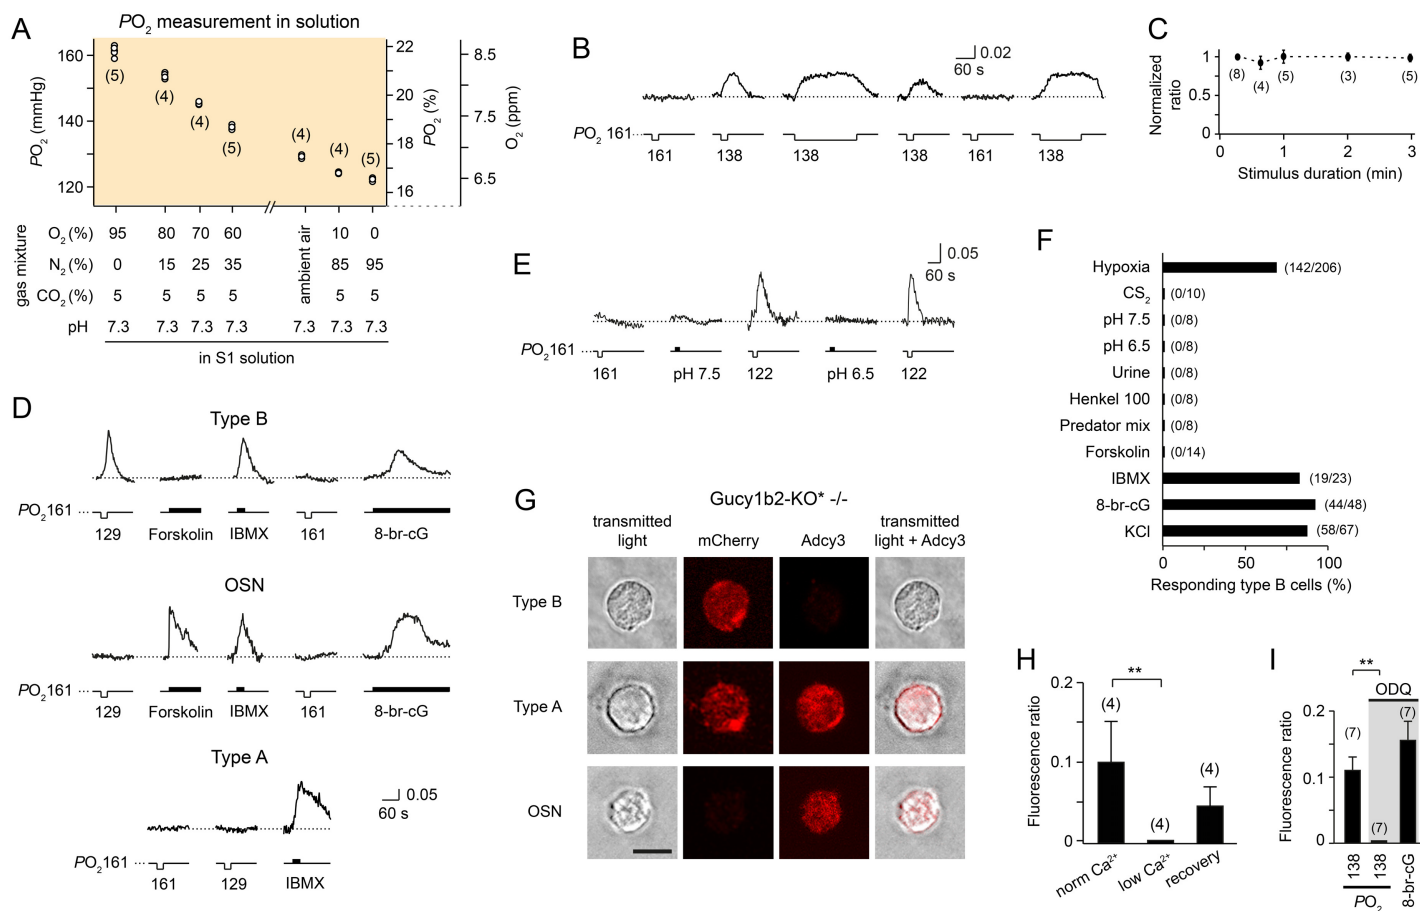 A
PO2 measurement in solution
PO2 (mmHg)
160
140
120
(5)
(4)
(4)
(5)
(4)
(4)
(5)
22
20
18
16
PO2 (%)
8.5
7.5
6.5
O2 (ppm)
gas mixture
O2 (%) 95 80 70 60 ambient air 10 0
N2 (%) 0 15 25 35 85 95
CO2 (%) 5 5 5 5 5 5
pH 7.3 7.3 7.3 7.3 7.3 7.3 7.3
in S1 solution
B
0.02
60 s
PO2 161
161 138 138 138 161 138
C
Normalized ratio
1
0.5
0
(8) (4) (5) (3) (5)
0 1 2 3
Stimulus duration (min)
D
Type B
PO2161
129 Forskolin IBMX 161 8-br-cG
OSN
PO2161
129 Forskolin IBMX 161 8-br-cG
Type A
0.05
60 s
PO2161
161 129 IBMX
E
0.05
60 s
PO2161
161 pH 7.5 122 pH 6.5 122
F
Hypoxia (142/206)
CS2 (0/10)
pH 7.5 (0/8)
pH 6.5 (0/8)
Urine (0/8)
Henkel 100 (0/8)
Predator mix (0/8)
Forskolin (0/14)
IBMX (19/23)
8-br-cG (44/48)
KCl (58/67)
0 50 100
Responding type B cells (%)
G
Gucy1b2-KO* -/-
transmitted light
mCherry
Adcy3
transmitted light + Adcy3
Type B
Type A
OSN
H
Fluorescence ratio
0.2
0.1
0
**
(4)
(4)
(4)
norm Ca2+
low Ca2+
recovery
I
Fluorescence ratio
0.2
0.1
0
**
ODQ
(7)
(7)
(7)
138
138
8-br-cG
PO2